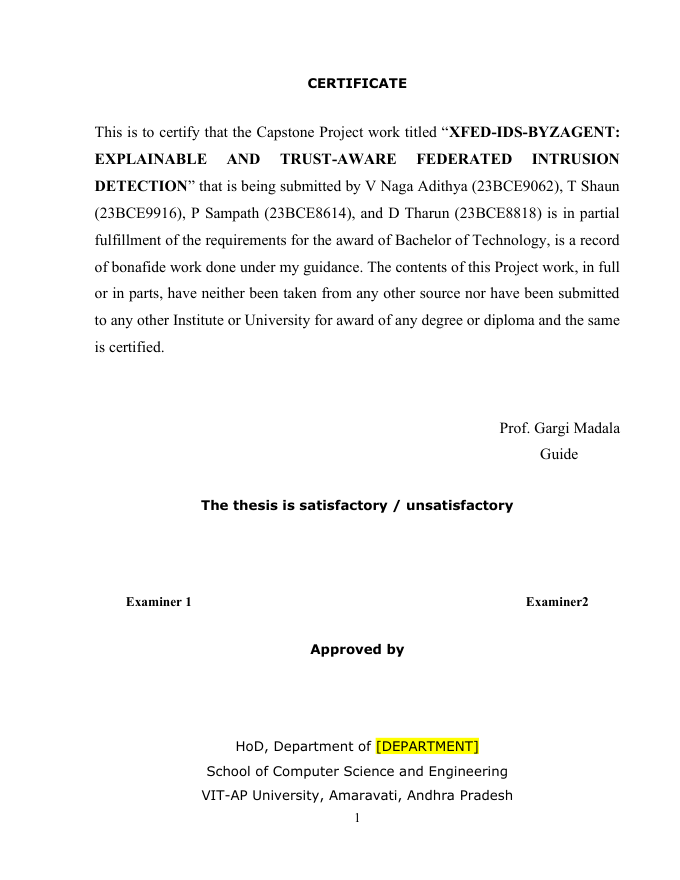 CERTIFICATE
This is to certify that the Capstone Project work titled “XFED-IDS-BYZAGENT:
EXPLAINABLE AND TRUST-AWARE FEDERATED INTRUSION
DETECTION” that is being submitted by V Naga Adithya (23BCE9062), T Shaun
(23BCE9916), P Sampath (23BCE8614), and D Tharun (23BCE8818) is in partial
fulfillment of the requirements for the award of Bachelor of Technology, is a record
of bonafide work done under my guidance. The contents of this Project work, in full
or in parts, have neither been taken from any other source nor have been submitted
to any other Institute or University for award of any degree or diploma and the same
is certified.
Prof. Gargi Madala
Guide
The thesis is satisfactory / unsatisfactory
Examiner 1 Examiner2
Approved by
HoD, Department of [DEPARTMENT]
School of Computer Science and Engineering
VIT-AP University, Amaravati, Andhra Pradesh
1